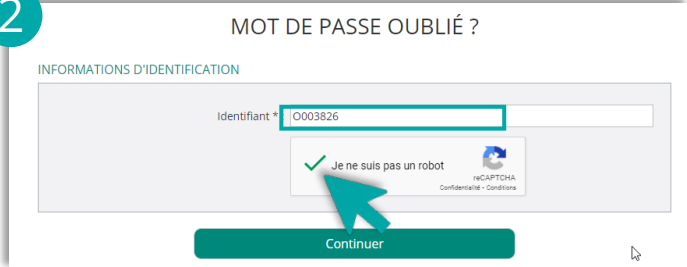 2
MOT DE PASSE OUBLIÉ ?
INFORMATIONS D'IDENTIFICATION
Identifiant * O003826
Je ne suis pas un robot
reCAPTCHA
Confidentialité - Conditions
Continuer